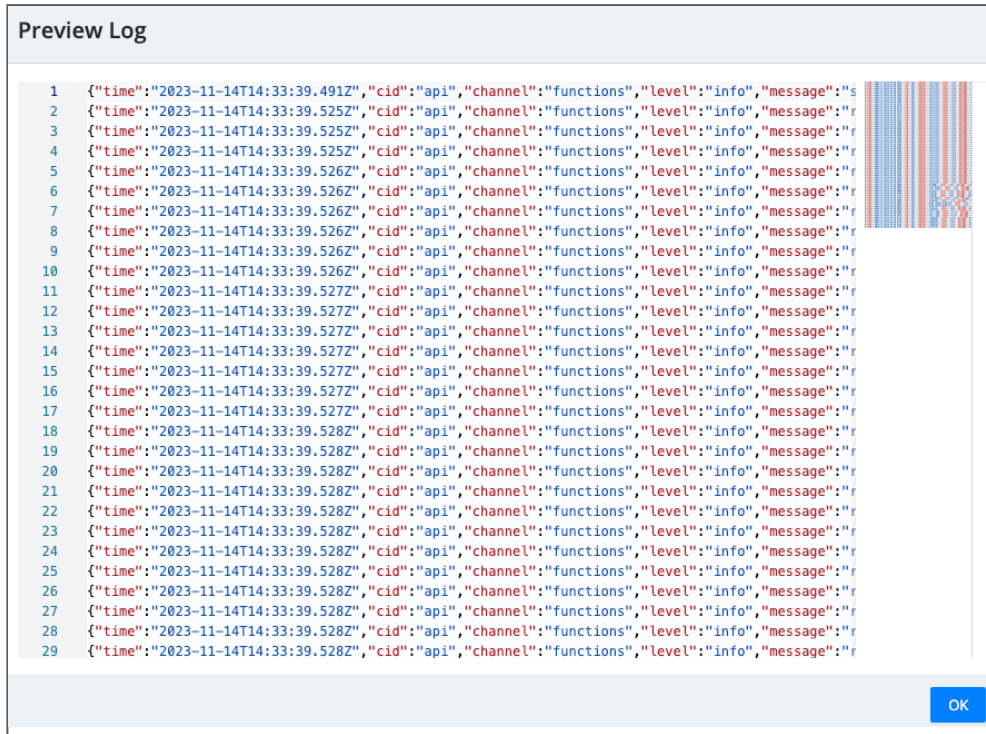 Preview Log
1 {"time":"2023-11-14T14:33:39.491Z","cid":"api","channel":"functions","level":"info","message":"s
2 {"time":"2023-11-14T14:33:39.525Z","cid":"api","channel":"functions","level":"info","message":"r
3 {"time":"2023-11-14T14:33:39.525Z","cid":"api","channel":"functions","level":"info","message":"r
4 {"time":"2023-11-14T14:33:39.525Z","cid":"api","channel":"functions","level":"info","message":"r
5 {"time":"2023-11-14T14:33:39.526Z","cid":"api","channel":"functions","level":"info","message":"r
6 {"time":"2023-11-14T14:33:39.526Z","cid":"api","channel":"functions","level":"info","message":"r
7 {"time":"2023-11-14T14:33:39.526Z","cid":"api","channel":"functions","level":"info","message":"r
8 {"time":"2023-11-14T14:33:39.526Z","cid":"api","channel":"functions","level":"info","message":"r
9 {"time":"2023-11-14T14:33:39.526Z","cid":"api","channel":"functions","level":"info","message":"r
10 {"time":"2023-11-14T14:33:39.526Z","cid":"api","channel":"functions","level":"info","message":"r
11 {"time":"2023-11-14T14:33:39.527Z","cid":"api","channel":"functions","level":"info","message":"r
12 {"time":"2023-11-14T14:33:39.527Z","cid":"api","channel":"functions","level":"info","message":"r
13 {"time":"2023-11-14T14:33:39.527Z","cid":"api","channel":"functions","level":"info","message":"r
14 {"time":"2023-11-14T14:33:39.527Z","cid":"api","channel":"functions","level":"info","message":"r
15 {"time":"2023-11-14T14:33:39.527Z","cid":"api","channel":"functions","level":"info","message":"r
16 {"time":"2023-11-14T14:33:39.527Z","cid":"api","channel":"functions","level":"info","message":"r
17 {"time":"2023-11-14T14:33:39.527Z","cid":"api","channel":"functions","level":"info","message":"r
18 {"time":"2023-11-14T14:33:39.528Z","cid":"api","channel":"functions","level":"info","message":"r
19 {"time":"2023-11-14T14:33:39.528Z","cid":"api","channel":"functions","level":"info","message":"r
20 {"time":"2023-11-14T14:33:39.528Z","cid":"api","channel":"functions","level":"info","message":"r
21 {"time":"2023-11-14T14:33:39.528Z","cid":"api","channel":"functions","level":"info","message":"r
22 {"time":"2023-11-14T14:33:39.528Z","cid":"api","channel":"functions","level":"info","message":"r
23 {"time":"2023-11-14T14:33:39.528Z","cid":"api","channel":"functions","level":"info","message":"r
24 {"time":"2023-11-14T14:33:39.528Z","cid":"api","channel":"functions","level":"info","message":"r
25 {"time":"2023-11-14T14:33:39.528Z","cid":"api","channel":"functions","level":"info","message":"r
26 {"time":"2023-11-14T14:33:39.528Z","cid":"api","channel":"functions","level":"info","message":"r
27 {"time":"2023-11-14T14:33:39.528Z","cid":"api","channel":"functions","level":"info","message":"r
28 {"time":"2023-11-14T14:33:39.528Z","cid":"api","channel":"functions","level":"info","message":"r
29 {"time":"2023-11-14T14:33:39.528Z","cid":"api","channel":"functions","level":"info","message":"r
OK